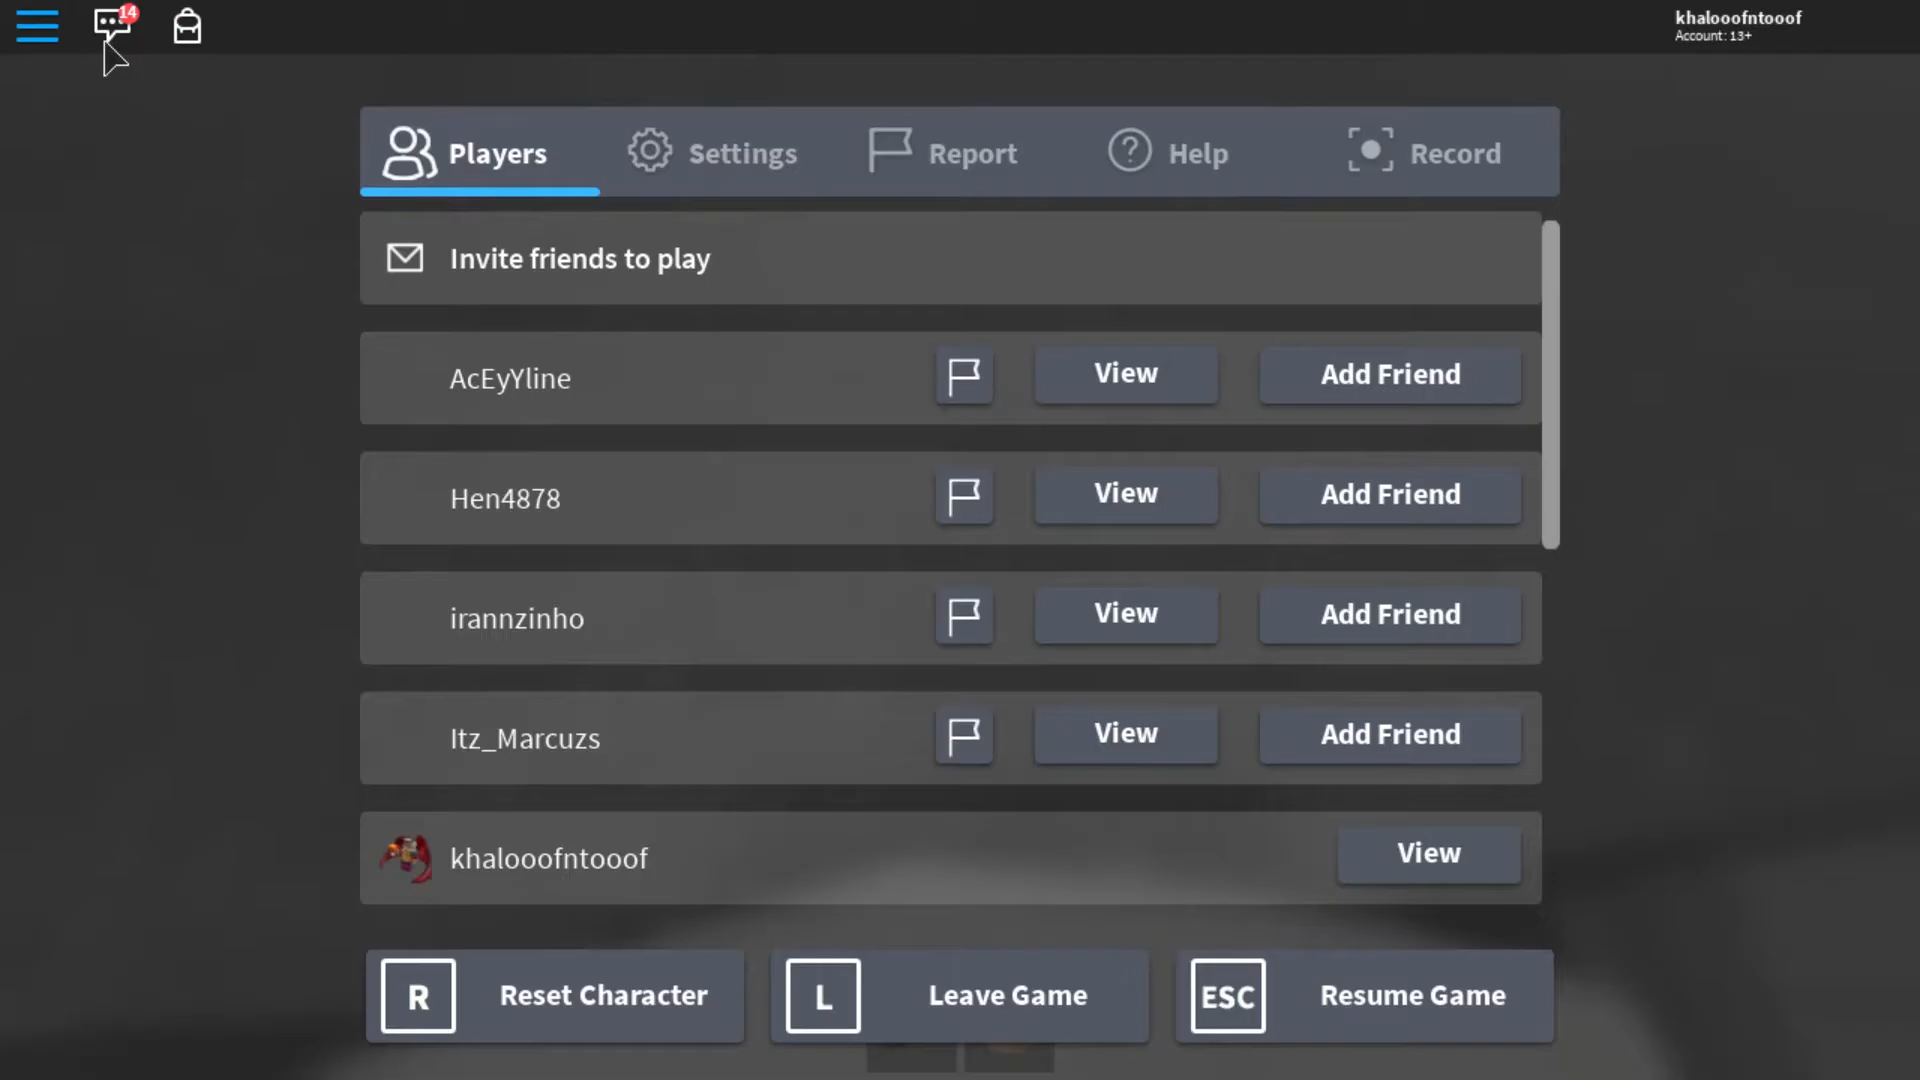 14
khalooofntooof
Account: 13+
Players
Settings
Report
Help
Record
Invite friends to play
AcEyYline
View
Add Friend
Hen4878
View
Add Friend
irannzinho
View
Add Friend
Itz_Marcuzs
View
Add Friend
khalooofntooof
View
R
Reset Character
L
Leave Game
ESC
Resume Game